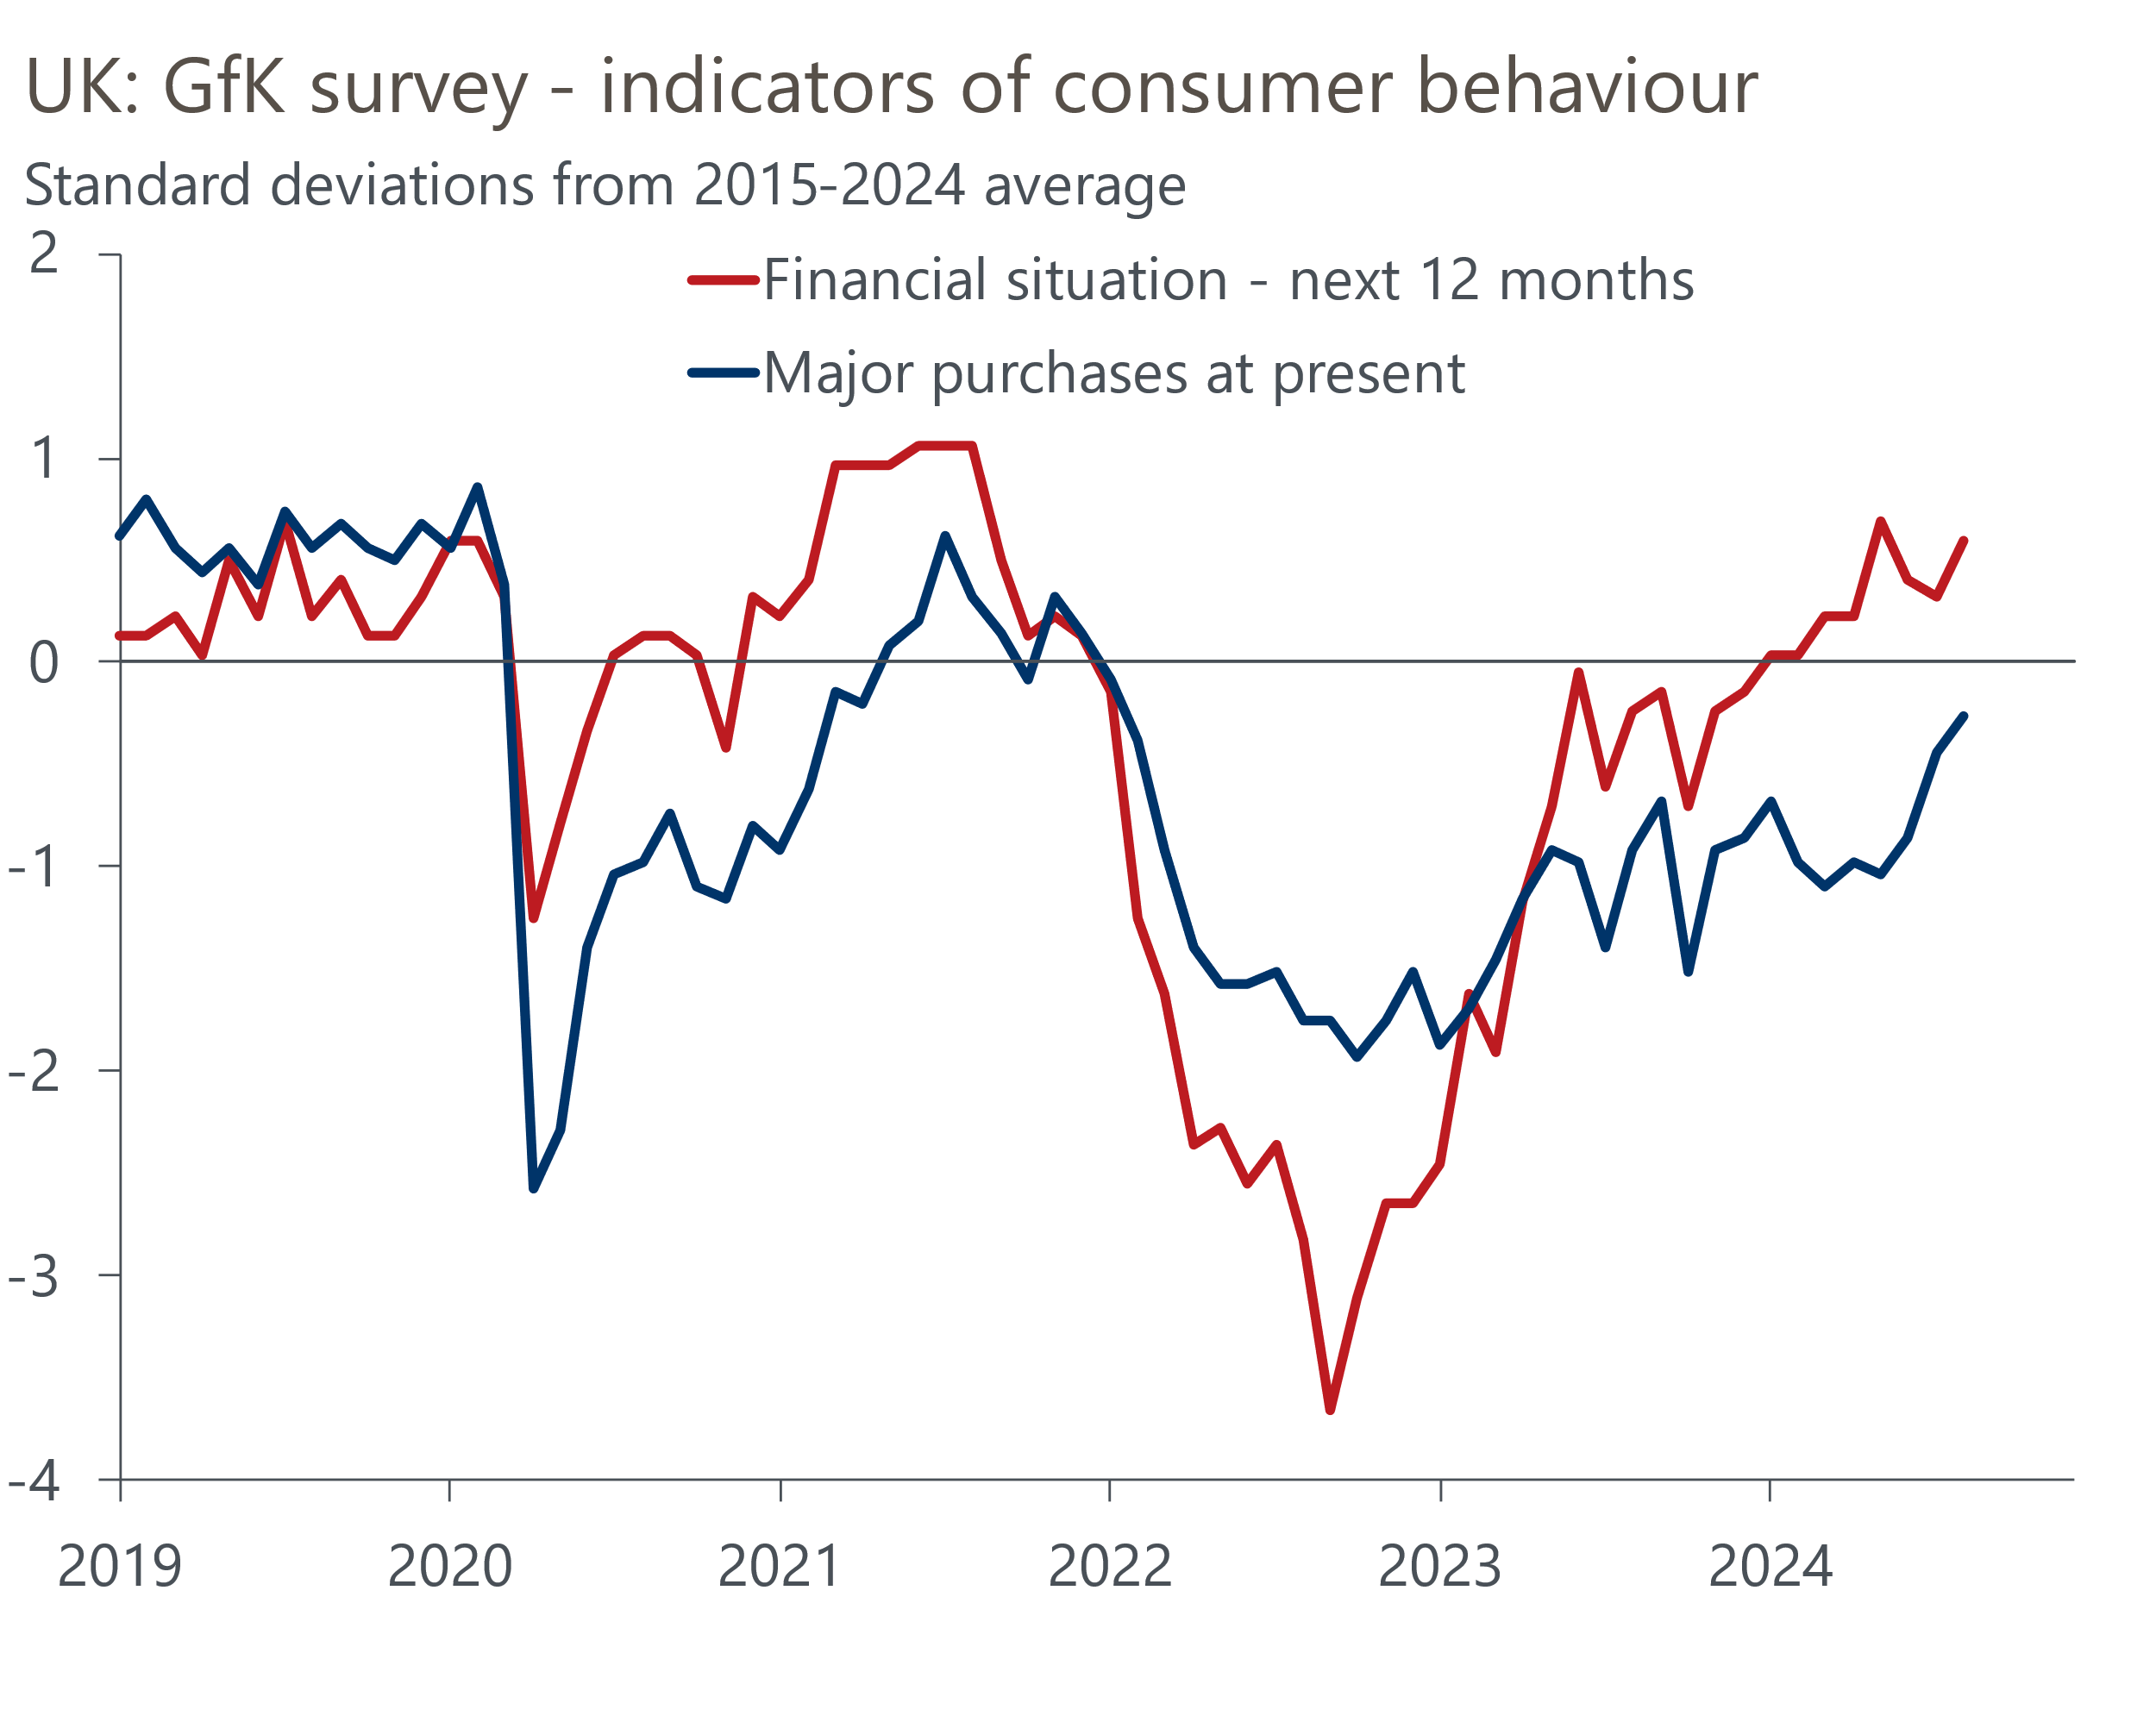 UK: GfK survey - indicators of consumer behaviour
Standard deviations from 2015-2024 average
2
Financial situation - next 12 months
Major purchases at present
1
0
-1
-2
-3
-4
2019 2020 2021 2022 2023 2024